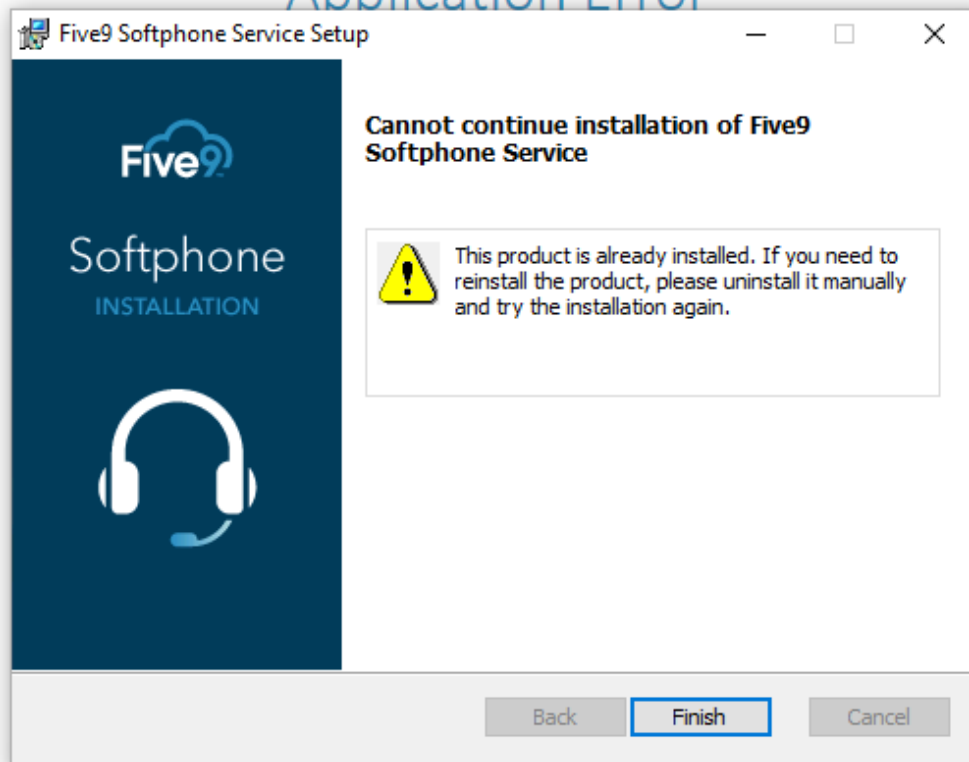 Application Error
Five9 Softphone Service Setup
Five9
Softphone
INSTALLATION
Cannot continue installation of Five9
Softphone Service
This product is already installed. If you need to
reinstall the product, please uninstall it manually
and try the installation again.
Back
Finish
Cancel